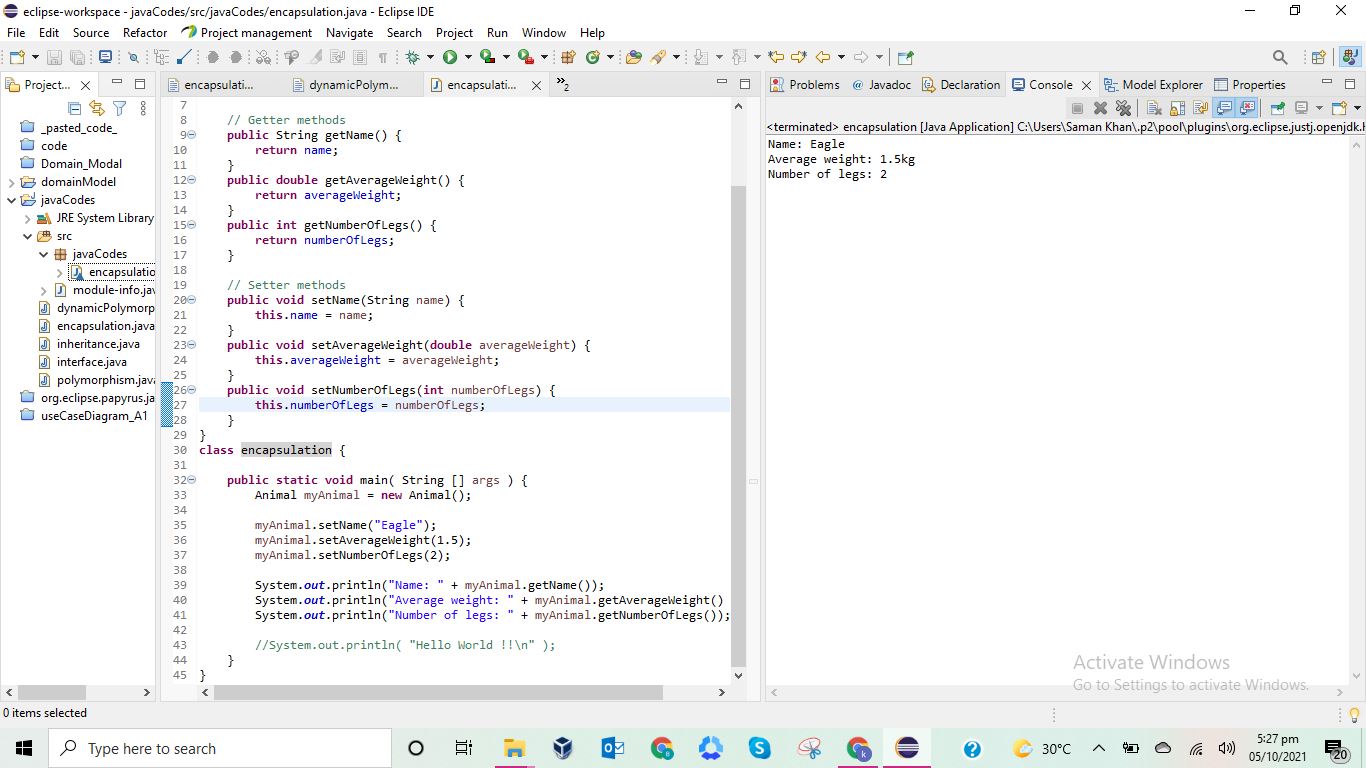 eclipse-workspace - javaCodes/src/javaCodes/encapsulation.java - Eclipse IDE
File Edit Source Refactor Project management Navigate Search Project Run Window Help
Project...
encapsulati...
dynamicPolym...
encapsulati...
»2
Problems
@ Javadoc
Declaration
Console
Model Explorer
Properties
_pasted_code_
code
Domain_Modal
domainModel
javaCodes
JRE System Library
src
javaCodes
encapsulatio
module-info.jav
dynamicPolymorp
encapsulation.java
inheritance.java
interface.java
polymorphism.java
org.eclipse.papyrus.ja
useCaseDiagram_A1
7
8 // Getter methods
9 public String getName() {
10 return name;
11 }
12 public double getAverageWeight() {
13 return averageWeight;
14 }
15 public int getNumberOfLegs() {
16 return numberOfLegs;
17 }
18
19 // Setter methods
20 public void setName(String name) {
21 this.name = name;
22 }
23 public void setAverageWeight(double averageWeight) {
24 this.averageWeight = averageWeight;
25 }
26 public void setNumberOfLegs(int numberOfLegs) {
27 this.numberOfLegs = numberOfLegs;
28 }
29 }
30 class encapsulation {
31
32 public static void main( String [] args ) {
33 Animal myAnimal = new Animal();
34
35 myAnimal.setName("Eagle");
36 myAnimal.setAverageWeight(1.5);
37 myAnimal.setNumberOfLegs(2);
38
39 System.out.println("Name: " + myAnimal.getName());
40 System.out.println("Average weight: " + myAnimal.getAverageWeight()
41 System.out.println("Number of legs: " + myAnimal.getNumberOfLegs());
42
43 //System.out.println( "Hello World !!\n" );
44 }
45 }
<terminated> encapsulation [Java Application] C:\Users\Saman Khan\.p2\pool\plugins\org.eclipse.justj.openjdk.h
Name: Eagle
Average weight: 1.5kg
Number of legs: 2
Activate Windows
Go to Settings to activate Windows.
0 items selected
Type here to search
30°C
5:27 pm
05/10/2021
20